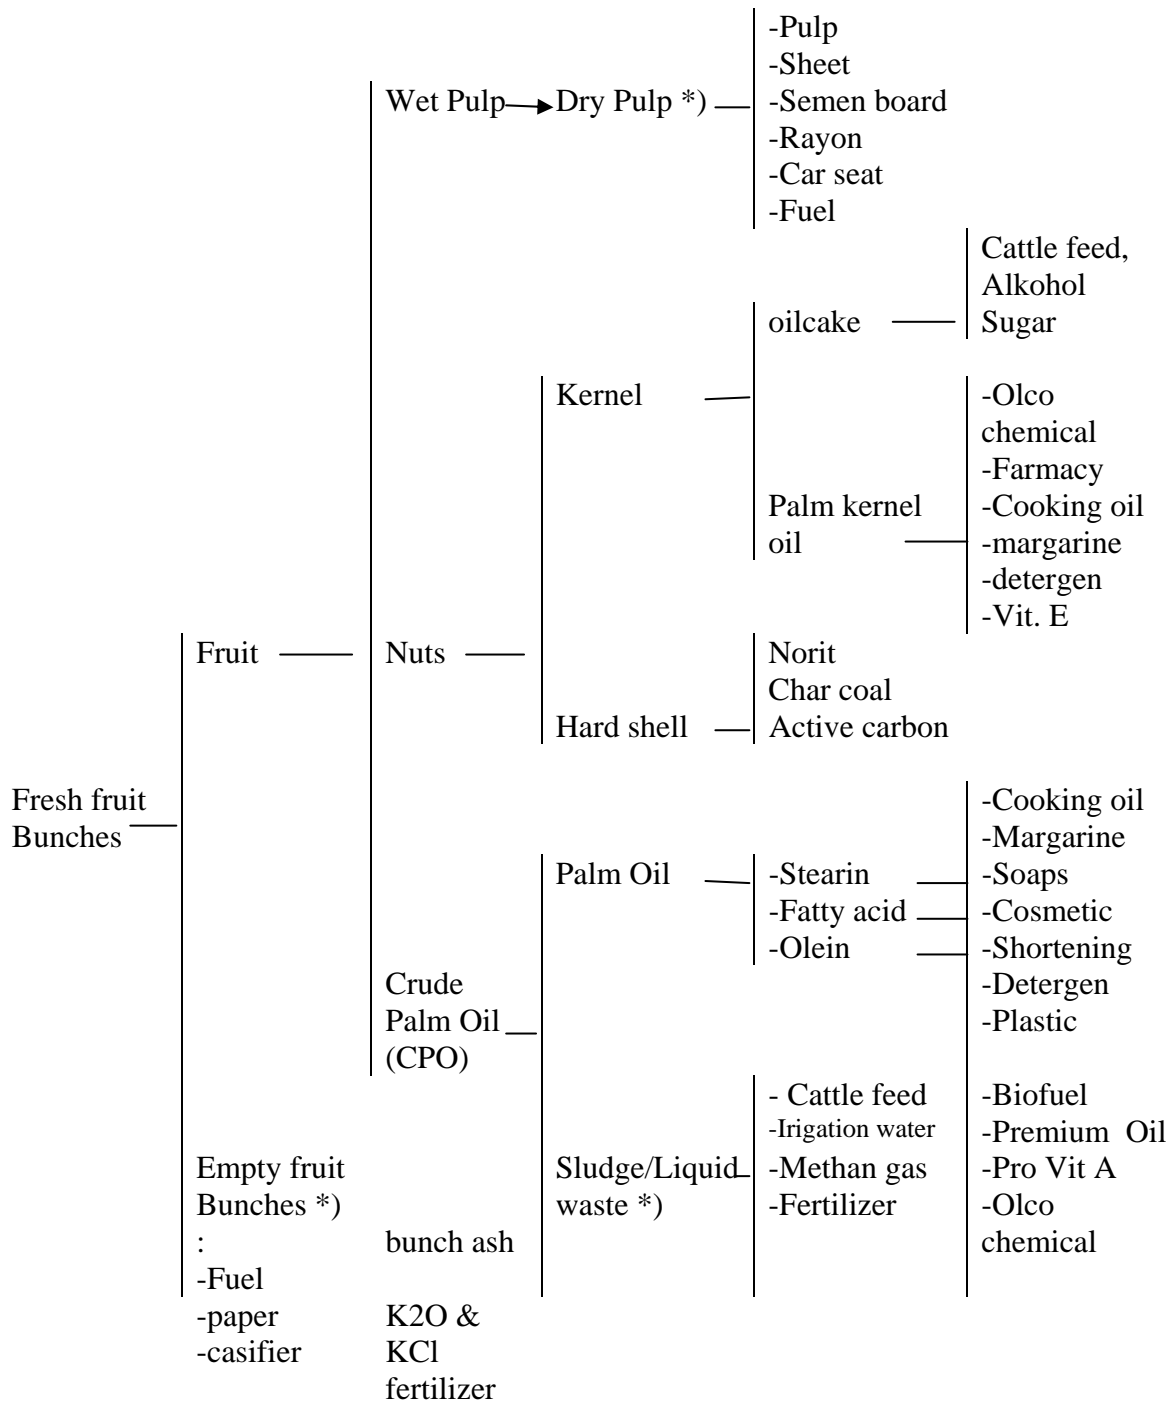 -Pulp
-Sheet
Wet Pulp Dry Pulp *) -Semen board
-Rayon
-Car seat
-Fuel
Cattle feed,
Alkohol
oilcake Sugar
Kernel -Olco
chemical
-Farmacy
Palm kernel -Cooking oil
oil -margarine
-detergen
-Vit. E
Fruit Nuts Norit
Char coal
Hard shell Active carbon
Fresh fruit -Cooking oil
Bunches -Margarine
Palm Oil -Stearin -Soaps
-Fatty acid -Cosmetic
-Olein -Shortening
Crude -Detergen
Palm Oil -Plastic
(CPO)
- Cattle feed -Biofuel
-Irigation water -Premium Oil
Empty fruit Sludge/Liquid -Methan gas -Pro Vit A
Bunches *) waste *) -Fertilizer -Olco
: bunch ash chemical
-Fuel
-paper K2O &
-casifier KCl
fertilizer